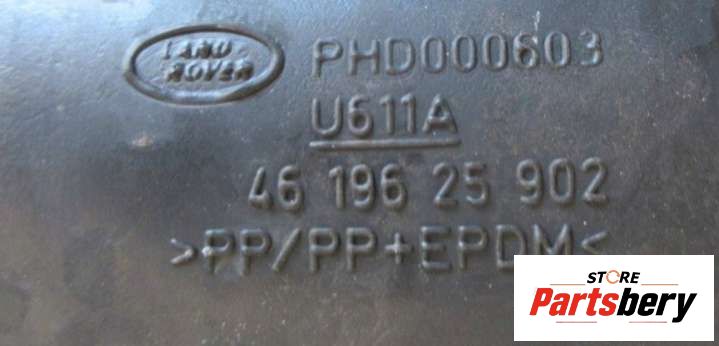 LAND
ROVER
PHD000603
U611A
46 196 25 902
>PP/PP+EPDM<
STORE
Partsbery